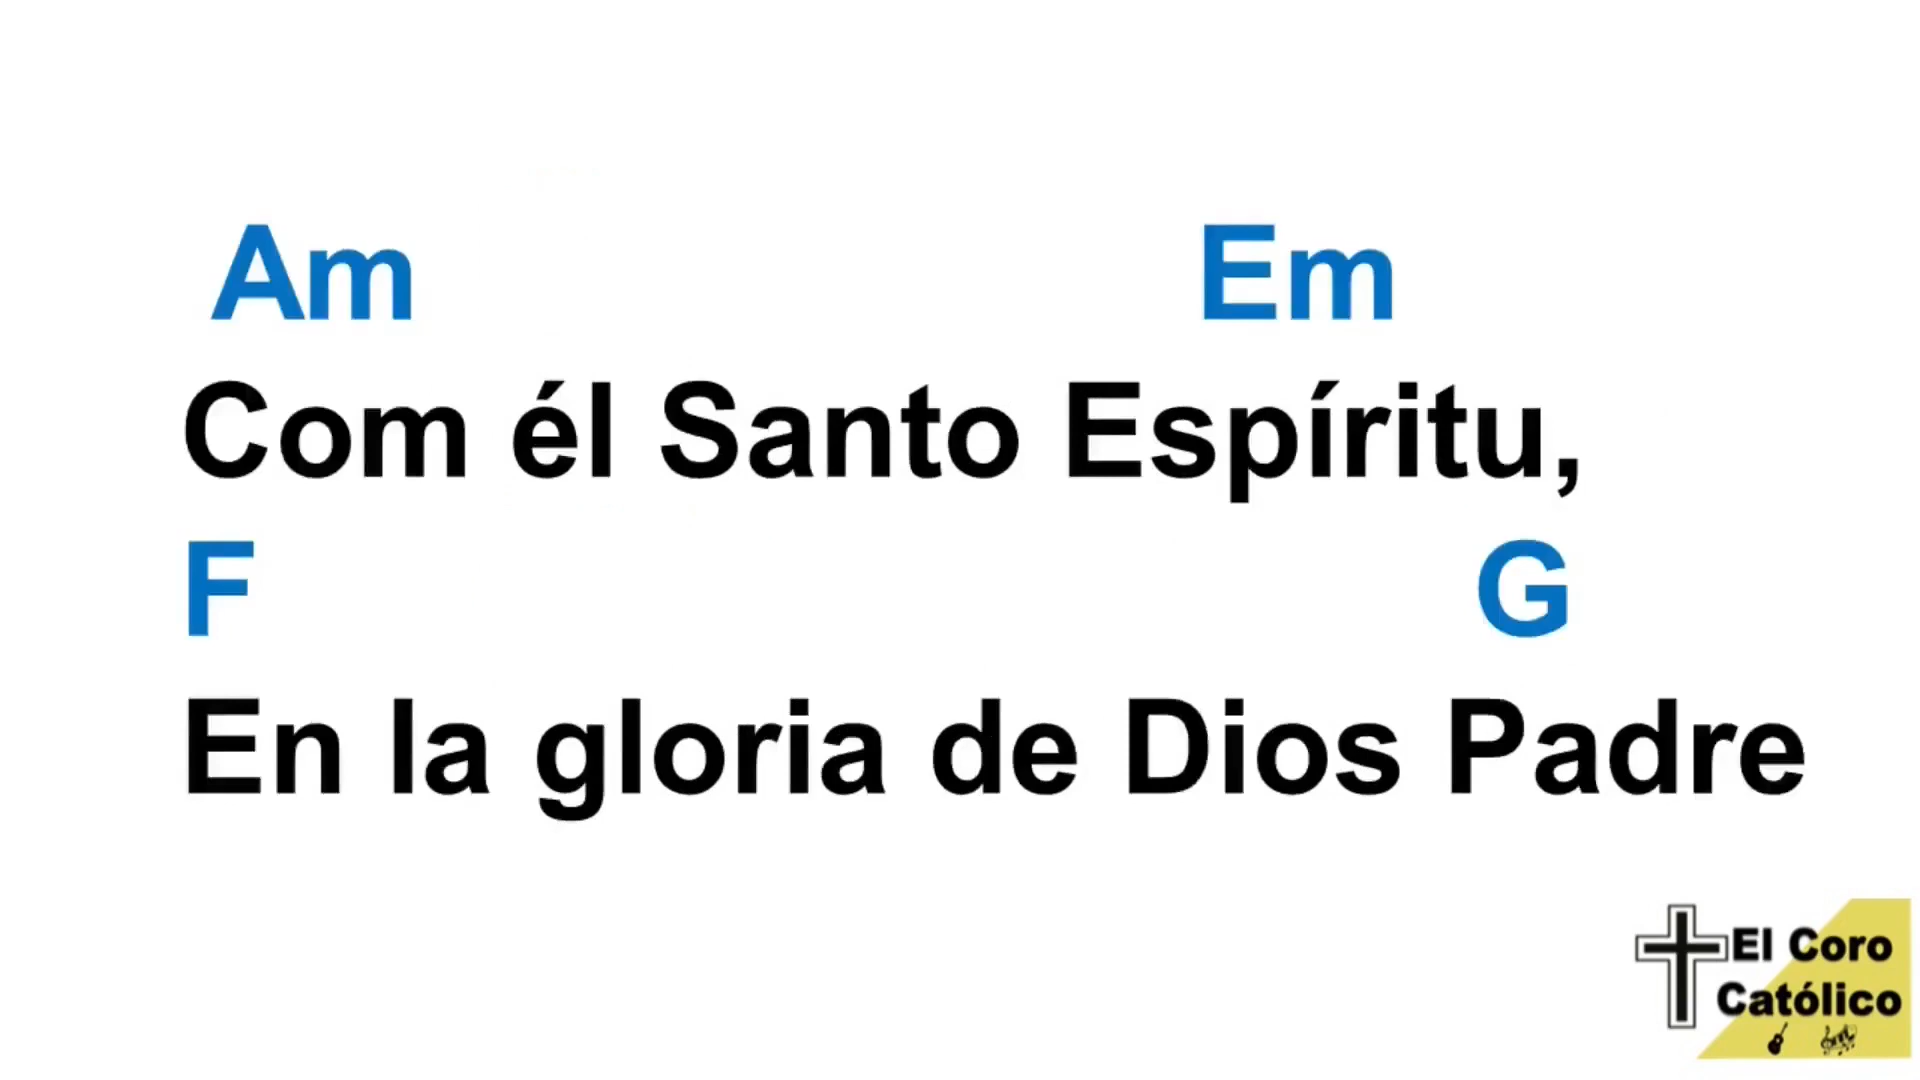 Am Em
Com él Santo Espíritu,
F G
En la gloria de Dios Padre
El Coro
Católico